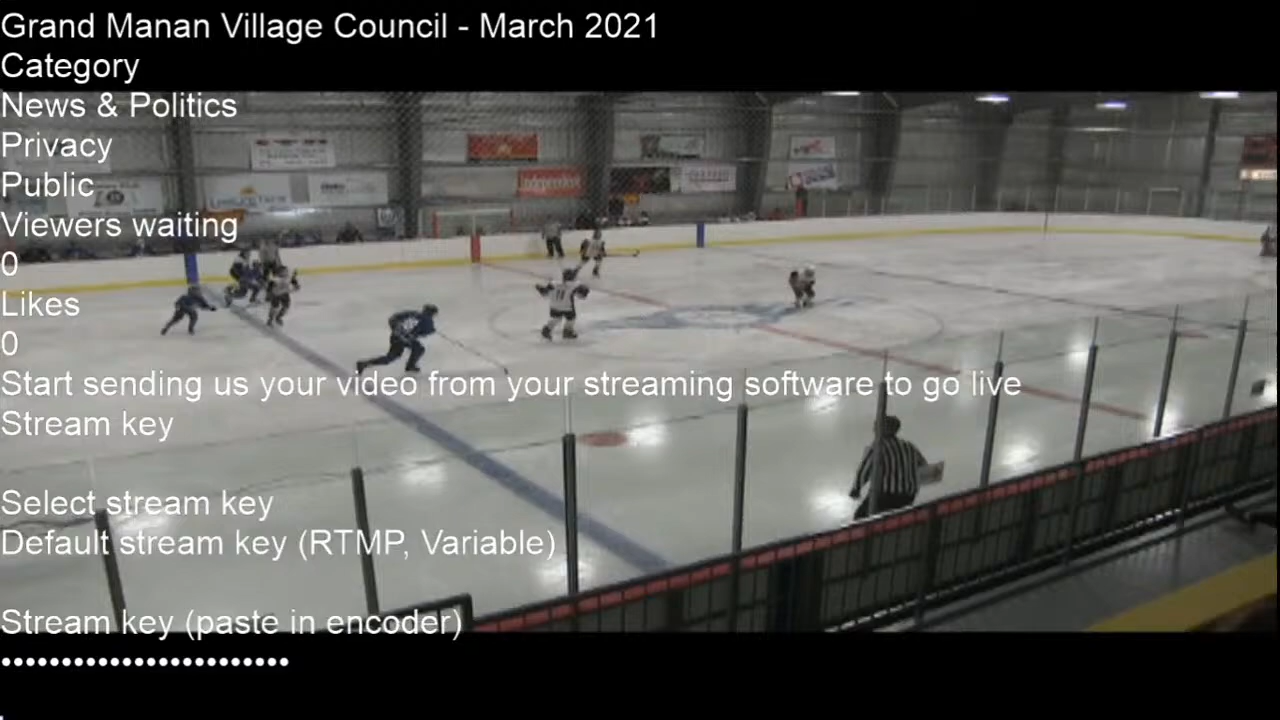 Grand Manan Village Council - March 2021
Category
News & Politics
Privacy
Public
Viewers waiting
0
Likes
0
Start sending us your video from your streaming software to go live
Stream key
Select stream key
Default stream key (RTMP, Variable)
Stream key (paste in encoder)
••••••••••••••••••••••••